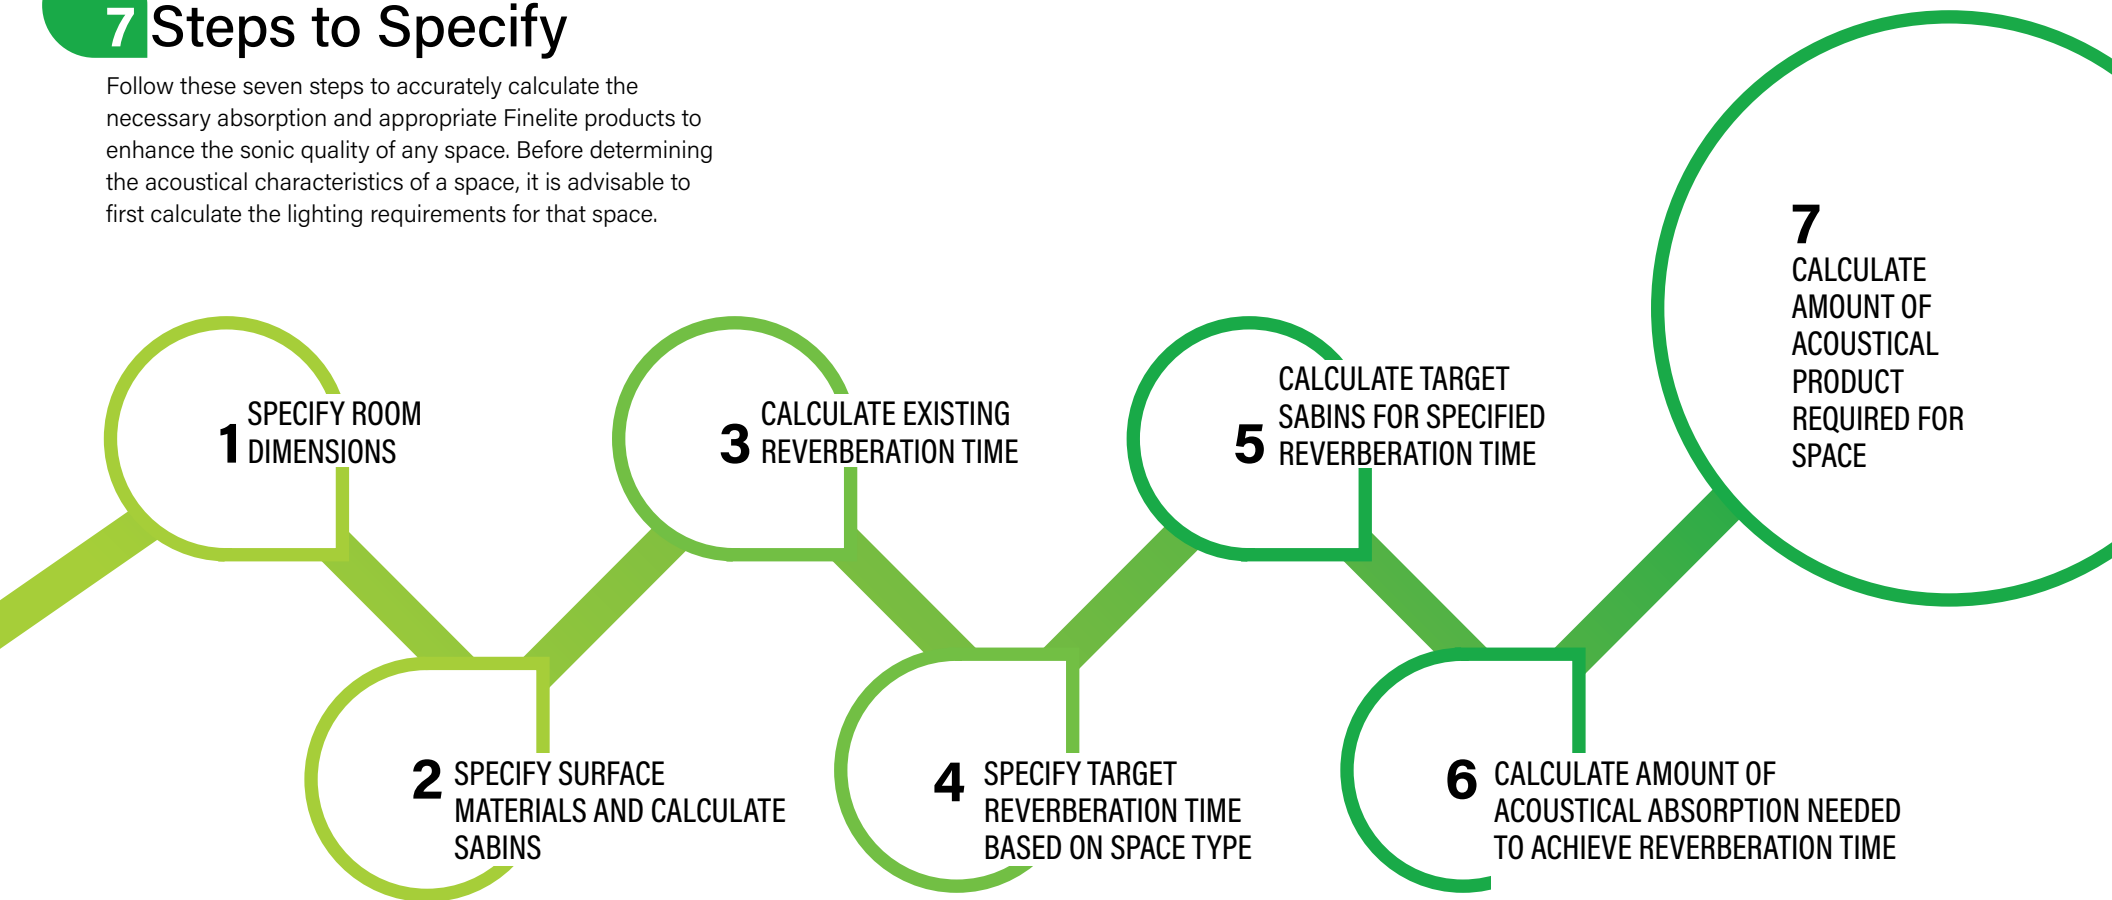 7 Steps to Specify
Follow these seven steps to accurately calculate the
necessary absorption and appropriate Finelite products to
enhance the sonic quality of any space. Before determining
the acoustical characteristics of a space, it is advisable to
first calculate the lighting requirements for that space.
1 SPECIFY ROOM
DIMENSIONS
2 SPECIFY SURFACE
MATERIALS AND CALCULATE
SABINS
3 CALCULATE EXISTING
REVERBERATION TIME
4 SPECIFY TARGET
REVERBERATION TIME
BASED ON SPACE TYPE
5 CALCULATE TARGET
SABINS FOR SPECIFIED
REVERBERATION TIME
6 CALCULATE AMOUNT OF
ACOUSTICAL ABSORPTION NEEDED
TO ACHIEVE REVERBERATION TIME
7
CALCULATE
AMOUNT OF
ACOUSTICAL
PRODUCT
REQUIRED FOR
SPACE